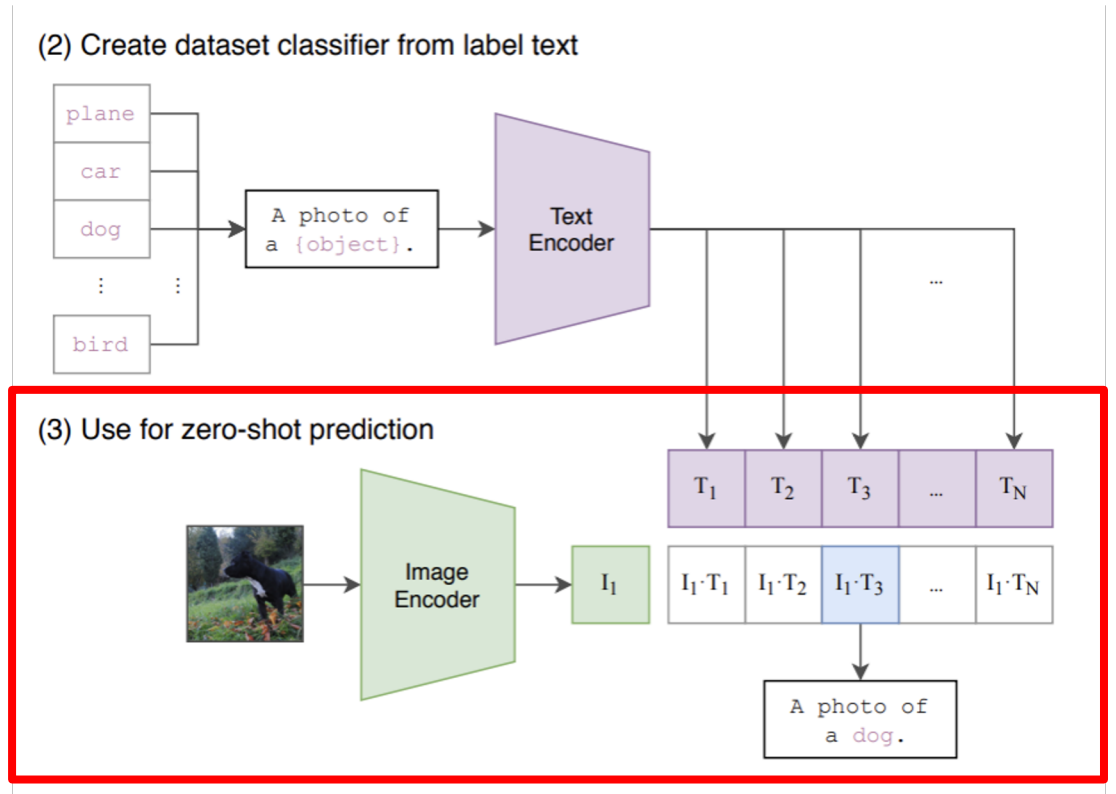 (2) Create dataset classifier from label text
plane
car
dog
⋮ ⋮
bird
A photo of
a {object}.
Text
Encoder
...
(3) Use for zero-shot prediction
Image
Encoder
I₁
T₁ T₂ T₃ ... T_N
I₁·T₁ I₁·T₂ I₁·T₃ ... I₁·T_N
A photo of
a dog.